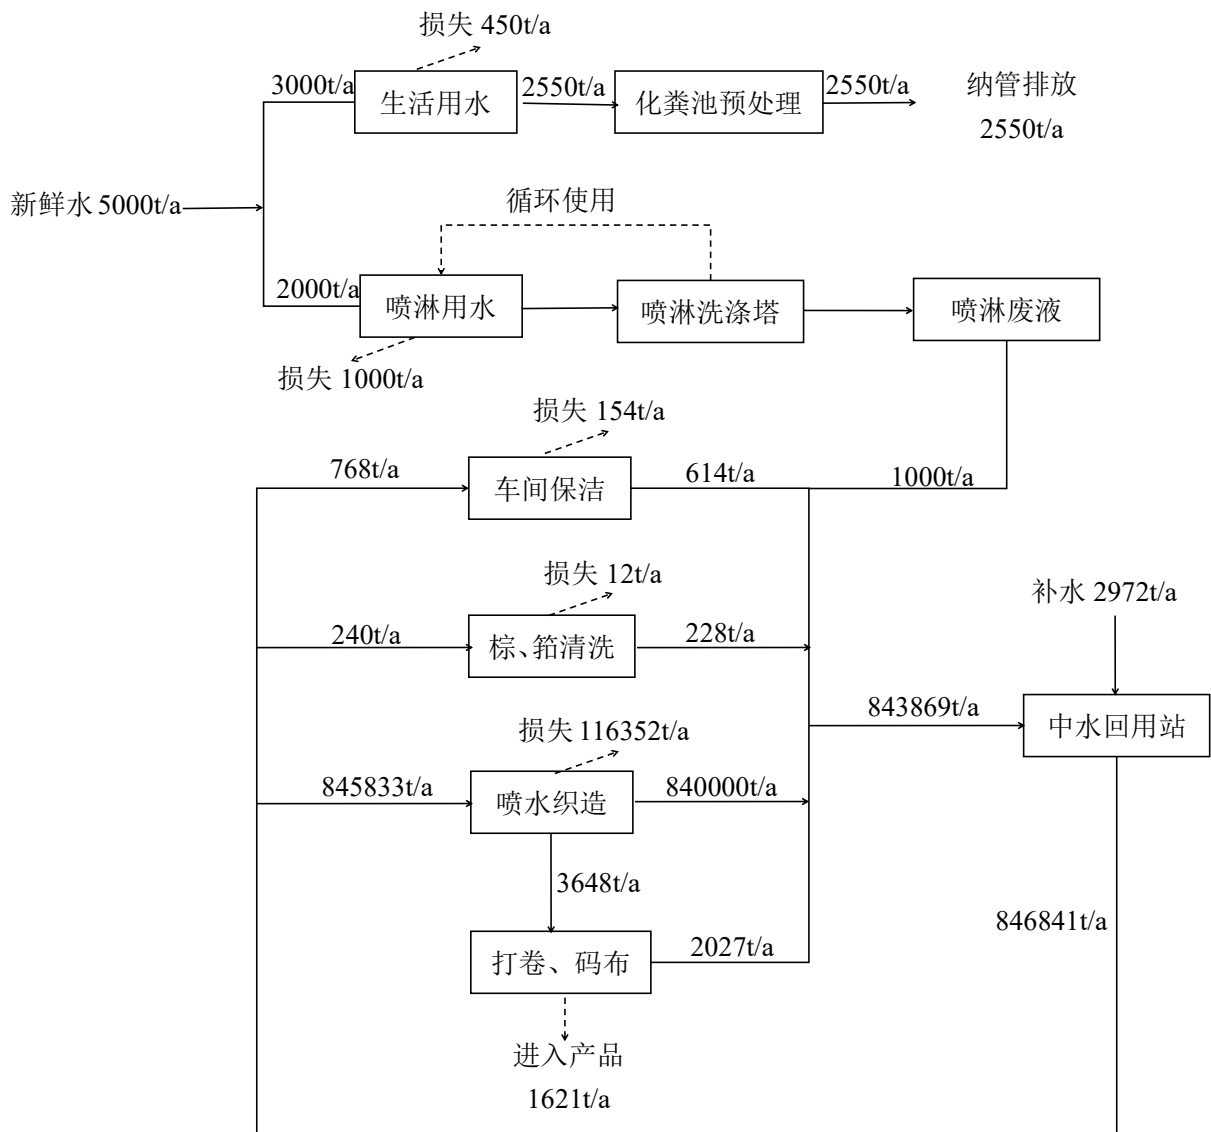 损失 450t/a
3000t/a
生活用水
2550t/a
化粪池预处理
2550t/a
纳管排放
2550t/a
新鲜水 5000t/a
循环使用
2000t/a
喷淋用水
喷淋洗涤塔
喷淋废液
损失 1000t/a
损失 154t/a
768t/a
车间保洁
614t/a
1000t/a
损失 12t/a
补水 2972t/a
240t/a
棕、筘清洗
228t/a
843869t/a
中水回用站
损失 116352t/a
845833t/a
喷水织造
840000t/a
3648t/a
846841t/a
打卷、码布
2027t/a
进入产品
1621t/a